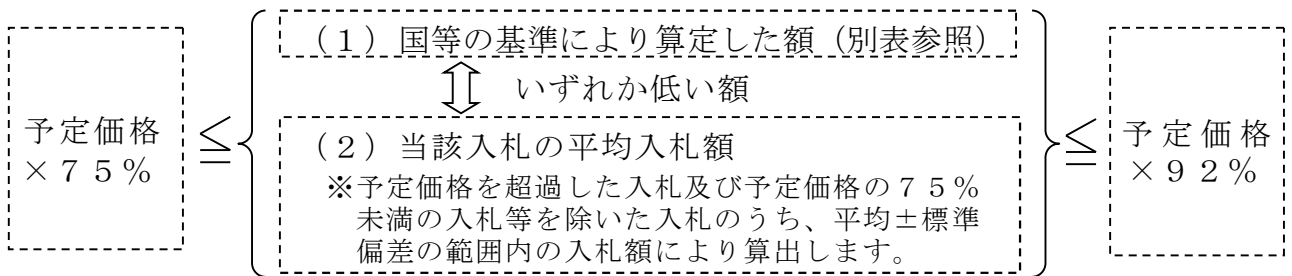 予定価格
×７５%
≦
（１）国等の基準により算定した額（別表参照）
いずれか低い額
（２）当該入札の平均入札額
※予定価格を超過した入札及び予定価格の７５%
未満の入札等を除いた入札のうち、平均±標準
偏差の範囲内の入札額により算出します。
≦
予定価格
×９２%